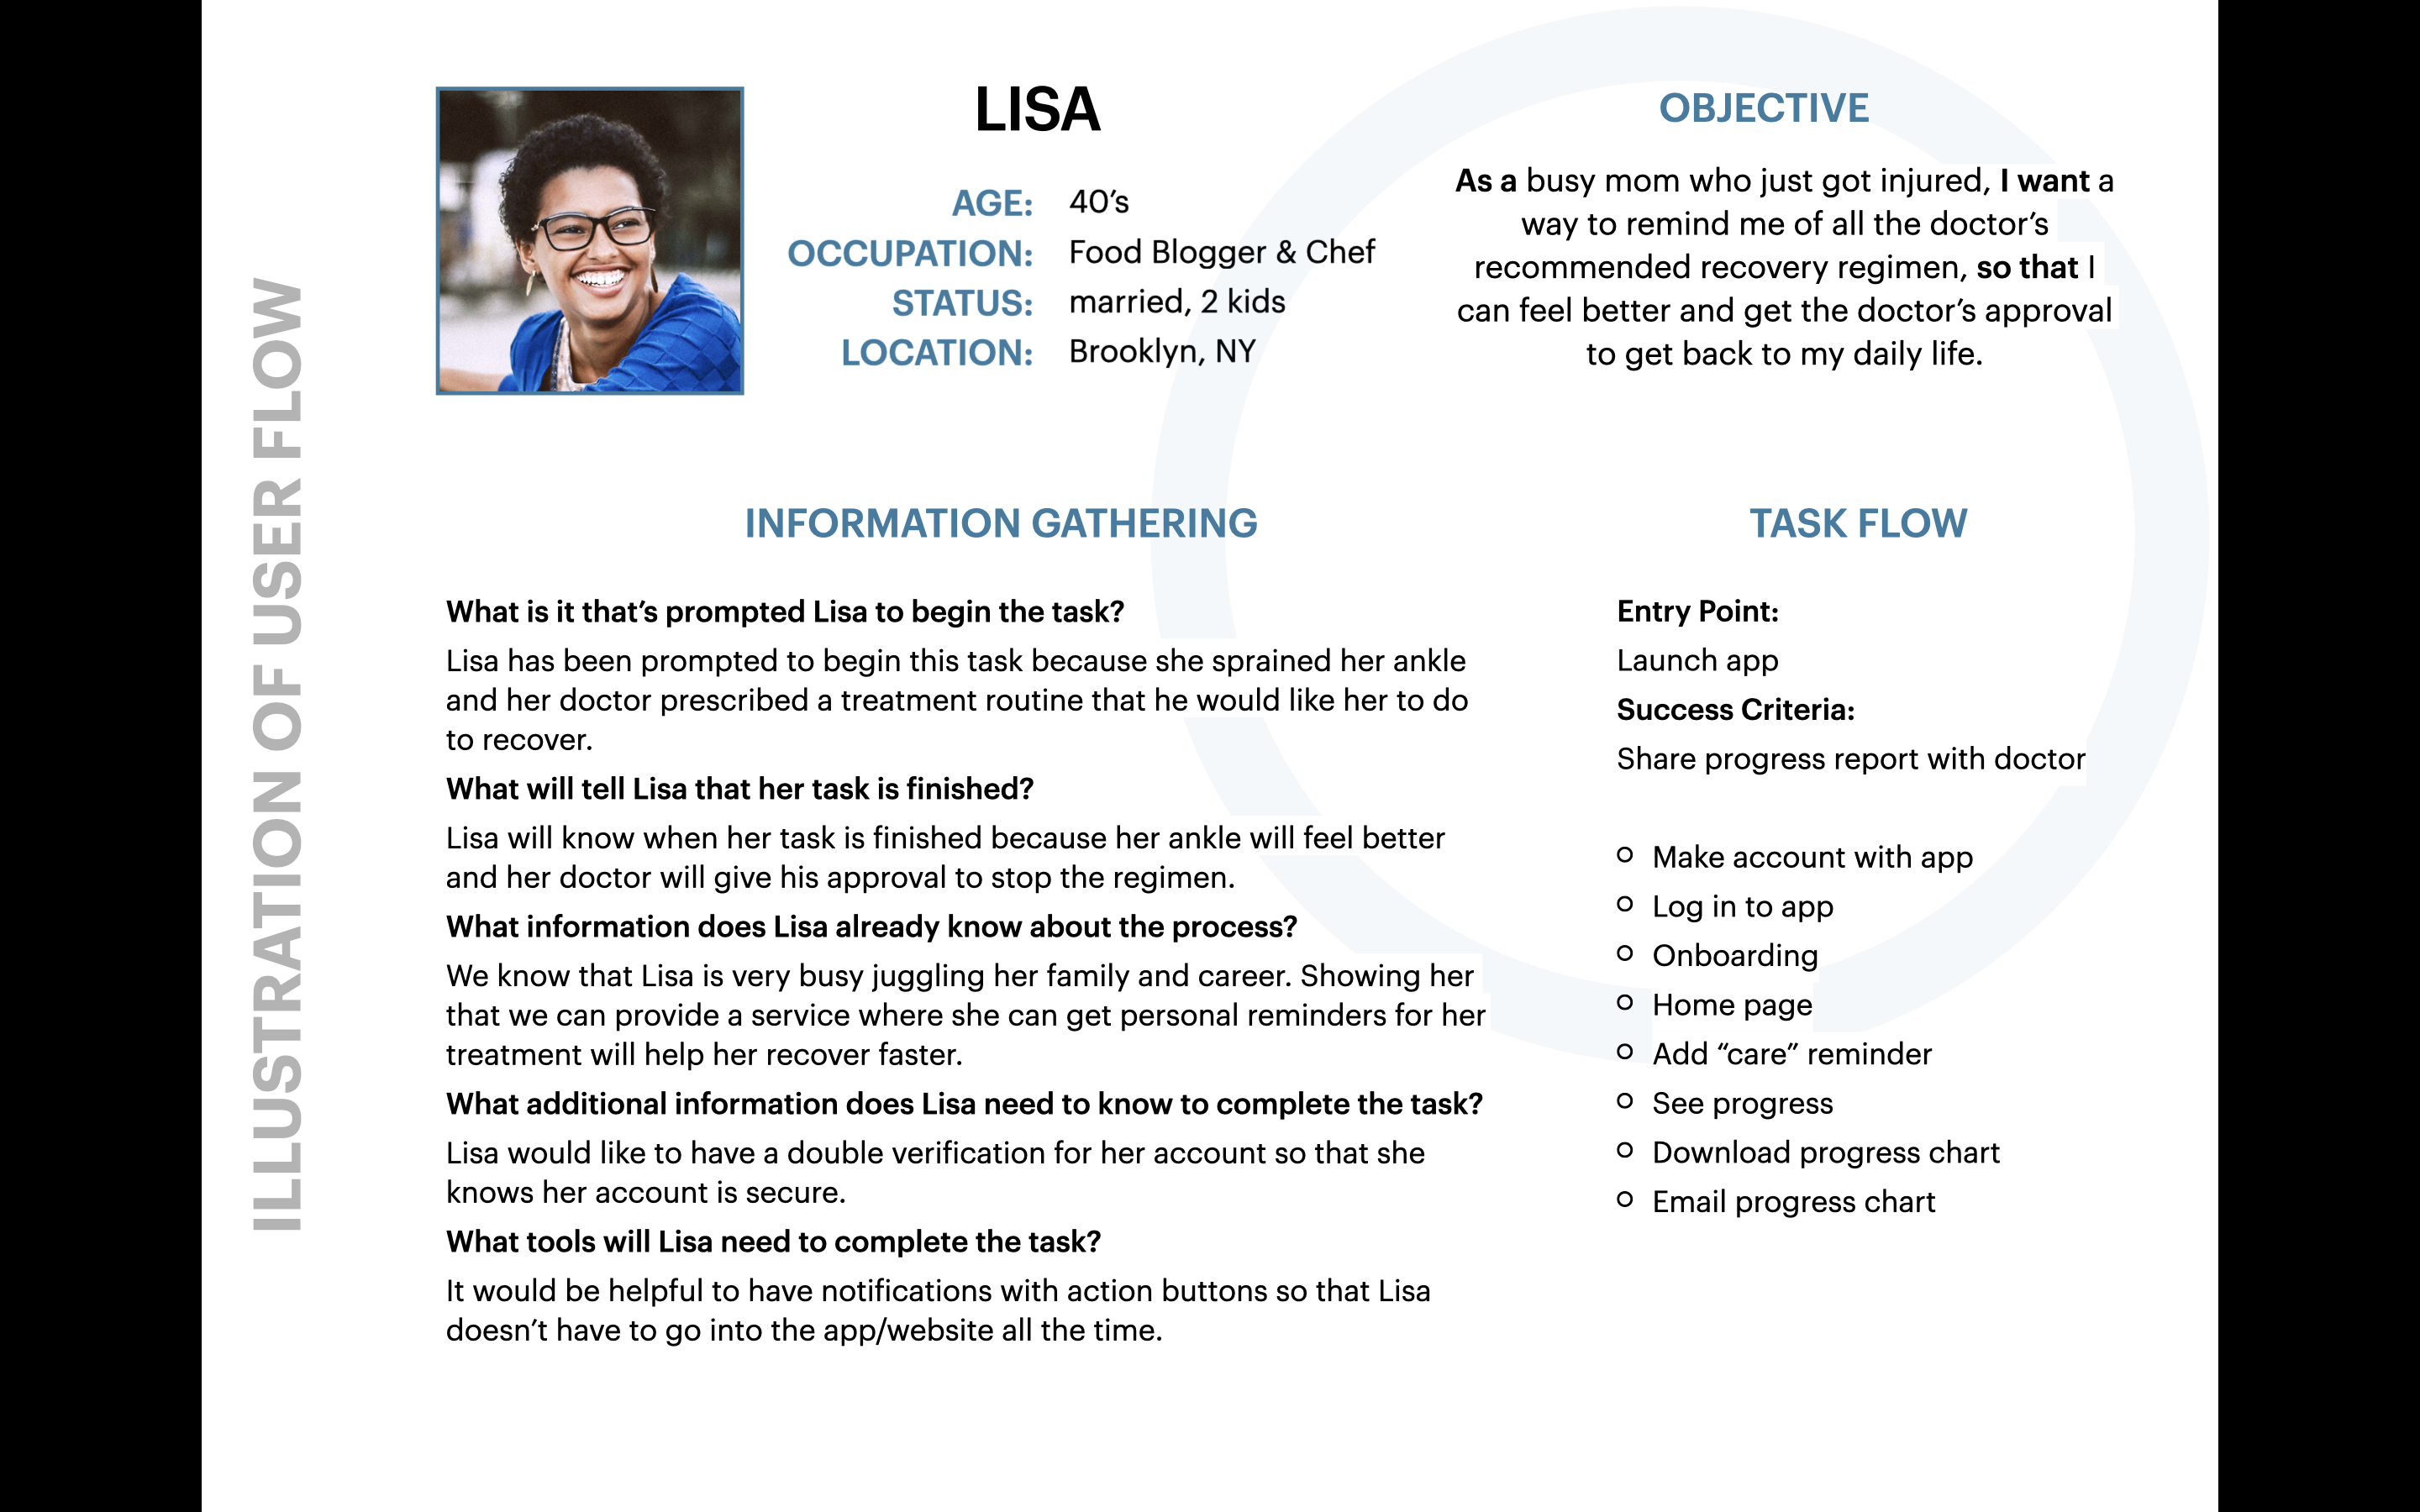 ILLUSTRATION OF USER FLOW
LISA
AGE: 40’s
OCCUPATION: Food Blogger & Chef
STATUS: married, 2 kids
LOCATION: Brooklyn, NY
OBJECTIVE
As a busy mom who just got injured, I want a
way to remind me of all the doctor’s
recommended recovery regimen, so that I
can feel better and get the doctor’s approval
to get back to my daily life.
INFORMATION GATHERING
What is it that’s prompted Lisa to begin the task?
Lisa has been prompted to begin this task because she sprained her ankle
and her doctor prescribed a treatment routine that he would like her to do
to recover.
What will tell Lisa that her task is finished?
Lisa will know when her task is finished because her ankle will feel better
and her doctor will give his approval to stop the regimen.
What information does Lisa already know about the process?
We know that Lisa is very busy juggling her family and career. Showing her
that we can provide a service where she can get personal reminders for her
treatment will help her recover faster.
What additional information does Lisa need to know to complete the task?
Lisa would like to have a double verification for her account so that she
knows her account is secure.
What tools will Lisa need to complete the task?
It would be helpful to have notifications with action buttons so that Lisa
doesn’t have to go into the app/website all the time.
TASK FLOW
Entry Point:
Launch app
Success Criteria:
Share progress report with doctor
Make account with app
Log in to app
Onboarding
Home page
Add “care” reminder
See progress
Download progress chart
Email progress chart